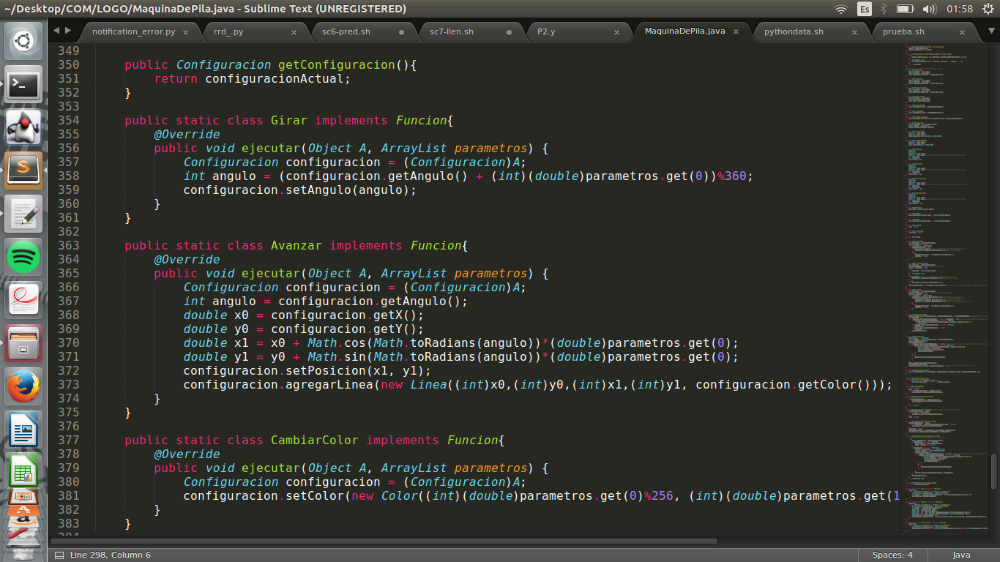 ~/Desktop/COM/LOGO/MaquinaDePila.java - Sublime Text (UNREGISTERED)
Es
01:58
notification_error.py
rrd_.py
sc6-pred.sh
sc7-llen.sh
P2.y
MaquinaDePila.java
pythondata.sh
prueba.sh
349
350     public Configuracion getConfiguracion(){
351         return configuracionActual;
352     }
353
354     public static class Girar implements Funcion{
355         @Override
356         public void ejecutar(Object A, ArrayList parametros) {
357             Configuracion configuracion = (Configuracion)A;
358             int angulo = (configuracion.getAngulo() + (int)(double)parametros.get(0))%360;
359             configuracion.setAngulo(angulo);
360         }
361     }
362
363     public static class Avanzar implements Funcion{
364         @Override
365         public void ejecutar(Object A, ArrayList parametros) {
366             Configuracion configuracion = (Configuracion)A;
367             int angulo = configuracion.getAngulo();
368             double x0 = configuracion.getX();
369             double y0 = configuracion.getY();
370             double x1 = x0 + Math.cos(Math.toRadians(angulo))*(double)parametros.get(0);
371             double y1 = y0 + Math.sin(Math.toRadians(angulo))*(double)parametros.get(0);
372             configuracion.setPosicion(x1, y1);
373             configuracion.agregarLinea(new Linea((int)x0,(int)y0,(int)x1,(int)y1, configuracion.getColor()));
374         }
375     }
376
377     public static class CambiarColor implements Funcion{
378         @Override
379         public void ejecutar(Object A, ArrayList parametros) {
380             Configuracion configuracion = (Configuracion)A;
381             configuracion.setColor(new Color((int)(double)parametros.get(0)%256, (int)(double)parametros.get(1
382         }
383     }
Line 298, Column 6
Spaces: 4
Java